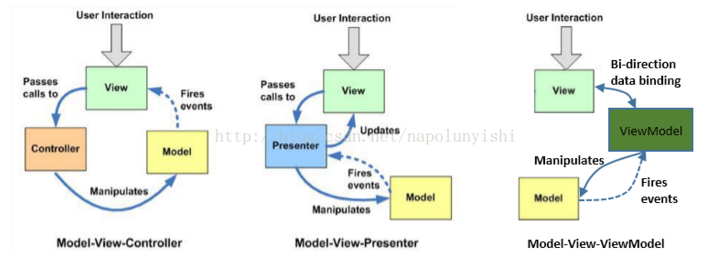 User Interaction
Passes
calls to
View
Fires
events
Controller
Model
Manipulates
Model-View-Controller
User Interaction
Passes
calls to
View
Updates
Presenter
Fires
events
Manipulates
Model
Model-View-Presenter
User Interaction
Bi-direction
data binding
View
ViewModel
Manipulates
Fires
events
Model
Model-View-ViewModel
http://blog.csdn.net/napolunyishi